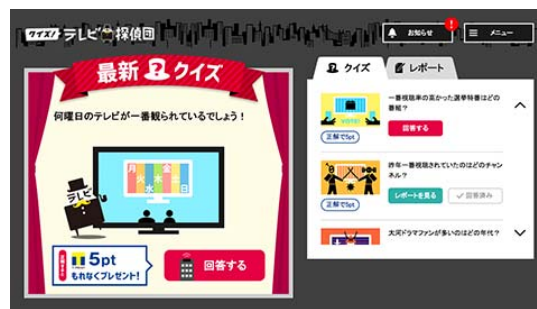 クイズ! テレビ探偵団
お知らせ
!
メニュー
最新クイズ
何曜日のテレビが一番観られているでしょう!
月火水木金土日
テレビ
5pt
もれなくプレゼント!
回答する
クイズ
レポート
一番視聴率の高かった選挙特番はどの
番組?
回答する
VOTE!
正解で5pt
昨年一番視聴されていたのはどのチャン
ネル?
レポートを見る
回答済み
正解で1pt
大河ドラマファンが多いのはどの年代?